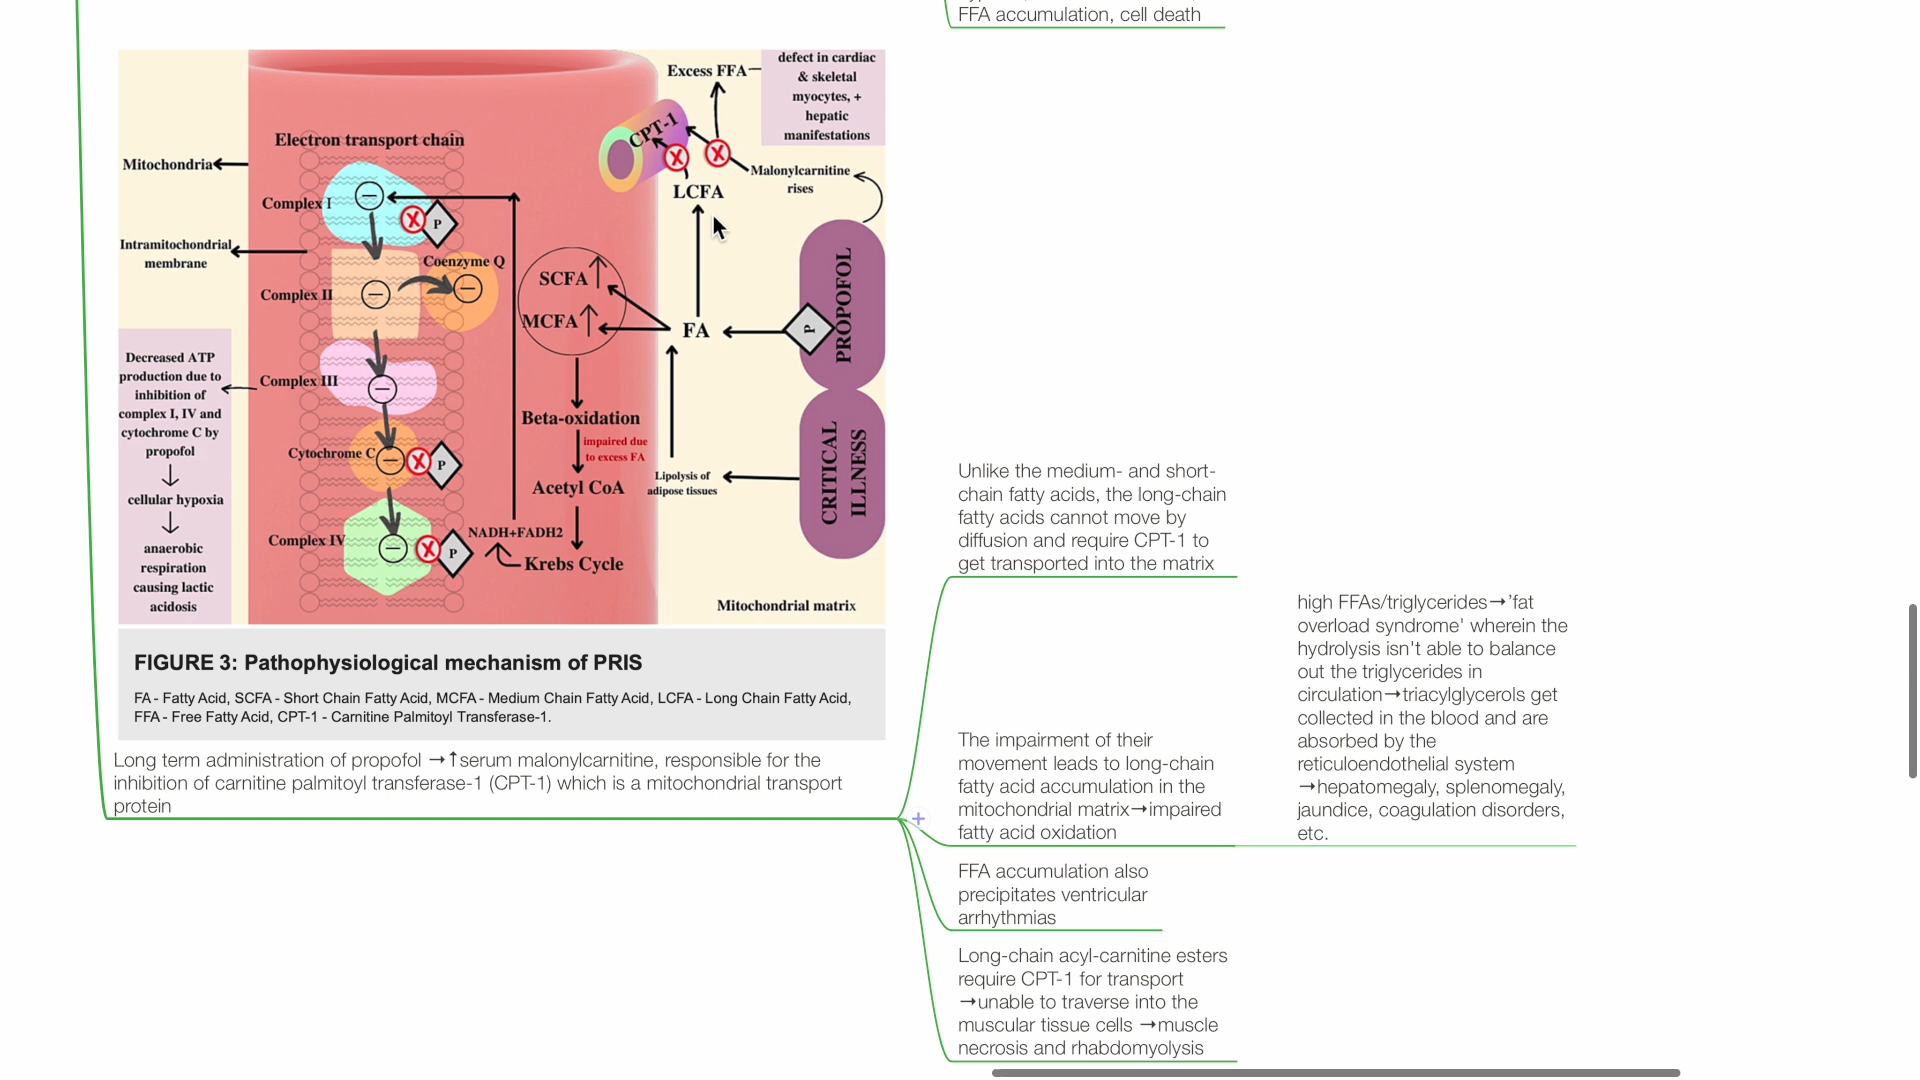 FFA accumulation, cell death
Excess FFA
defect in cardiac
& skeletal
myocytes, +
hepatic
manifestations
CPT-1
Electron transport chain
Mitochondria
Malonylcarnitine
rises
LCFA
Complex I
P
Intramitochondrial
membrane
Coenzyme Q
Complex II
SCFA
MCFA
FA
P
PROPOFOL
Decreased ATP
production due to
inhibition of
complex I, IV and
cytochrome C by
propofol
cellular hypoxia
anaerobic
respiration
causing lactic
acidosis
Complex III
Beta-oxidation
impaired due
to excess FA
Cytochrome C
P
Acetyl CoA
Lipolysis of
adipose tissues
CRITICAL
ILLNESS
Complex IV
P
NADH+FADH2
Krebs Cycle
Mitochondrial matrix
FIGURE 3: Pathophysiological mechanism of PRIS
FA - Fatty Acid, SCFA - Short Chain Fatty Acid, MCFA - Medium Chain Fatty Acid, LCFA - Long Chain Fatty Acid,
FFA - Free Fatty Acid, CPT-1 - Carnitine Palmitoyl Transferase-1.
Long term administration of propofol →↑serum malonylcarnitine, responsible for the
inhibition of carnitine palmitoyl transferase-1 (CPT-1) which is a mitochondrial transport
protein
Unlike the medium- and short-
chain fatty acids, the long-chain
fatty acids cannot move by
diffusion and require CPT-1 to
get transported into the matrix
The impairment of their
movement leads to long-chain
fatty acid accumulation in the
mitochondrial matrix→impaired
fatty acid oxidation
high FFAs/triglycerides→'fat
overload syndrome' wherein the
hydrolysis isn't able to balance
out the triglycerides in
circulation→triacylglycerols get
collected in the blood and are
absorbed by the
reticuloendothelial system
→hepatomegaly, splenomegaly,
jaundice, coagulation disorders,
etc.
FFA accumulation also
precipitates ventricular
arrhythmias
Long-chain acyl-carnitine esters
require CPT-1 for transport
→unable to traverse into the
muscular tissue cells →muscle
necrosis and rhabdomyolysis